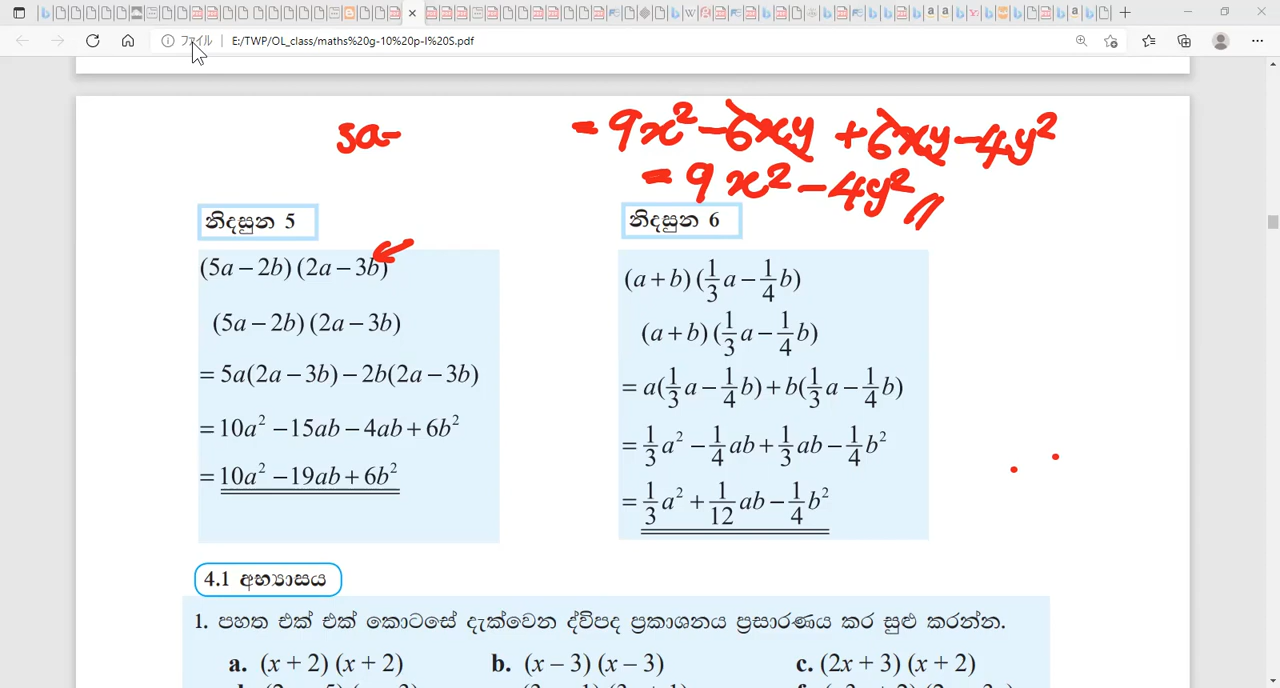 ファイル E:/TWP/OL_class/maths%20g-10%20p-I%20S.pdf
5a-
= 9x² - 6xy + 6xy - 4y²
= 9x² - 4y² //
නිදසුන 5
(5a – 2b) (2a – 3b)
(5a – 2b) (2a – 3b)
= 5a(2a – 3b) – 2b(2a – 3b)
= 10a² – 15ab – 4ab + 6b²
= 10a² – 19ab + 6b²
නිදසුන 6
(a + b) (1/3 a – 1/4 b)
(a + b) (1/3 a – 1/4 b)
= a(1/3 a – 1/4 b) + b(1/3 a – 1/4 b)
= 1/3 a² – 1/4 ab + 1/3 ab – 1/4 b²
= 1/3 a² + 1/12 ab – 1/4 b²
4.1 අභ්‍යාසය
1. පහත එක් එක් කොටසේ දැක්වෙන ද්විපද ප්‍රකාශනය ප්‍රසාරණය කර සුළු කරන්න.
a. (x + 2) (x + 2) b. (x – 3) (x – 3) c. (2x + 3) (x + 2)